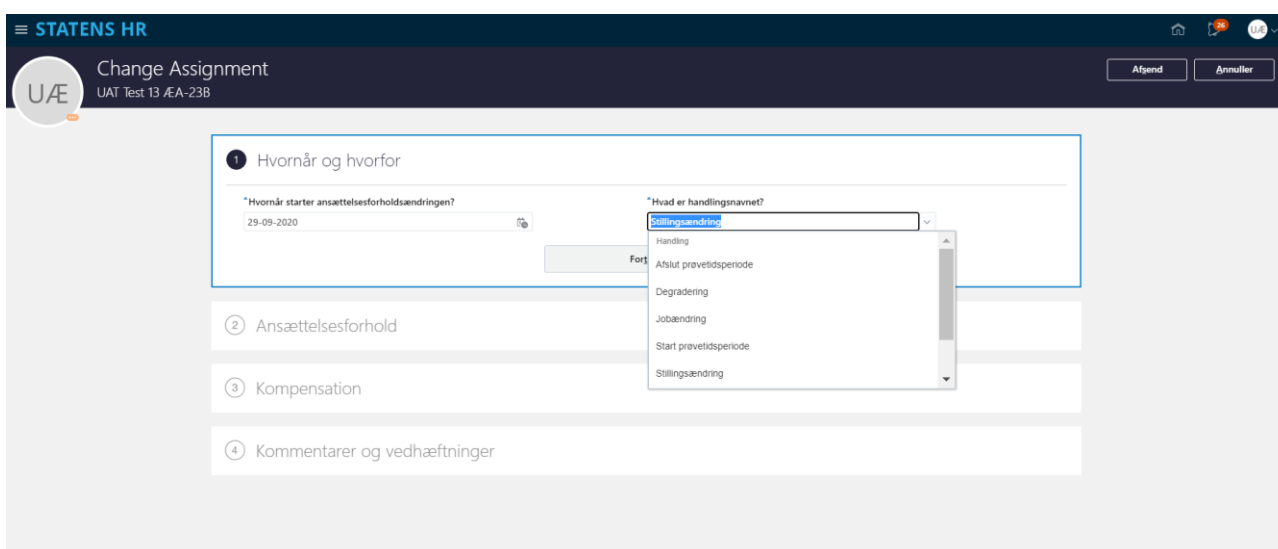 STATENS HR
26
UÆ
UÆ
Change Assignment
UAT Test 13 ÆA-23B
Afsend
Annuller
1 Hvornår og hvorfor
*Hvornår starter ansættelsesforholdsændringen?
*Hvad er handlingsnavnet?
29-09-2020
Stillingsændring
Handling
Afslut prøvetidsperiode
Degradering
Jobændring
Start prøvetidsperiode
Stillingsændring
2 Ansættelsesforhold
3 Kompensation
4 Kommentarer og vedhæftninger